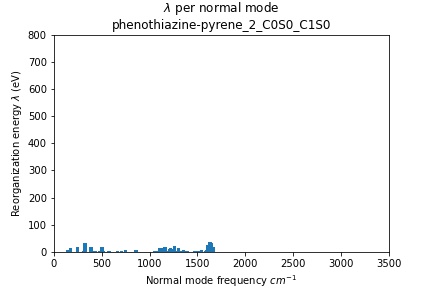 λ per normal mode
phenothiazine-pyrene_2_C0S0_C1S0
800
700
600
500
400
300
200
100
0
Reorganization energy λ (eV)
0 500 1000 1500 2000 2500 3000 3500
Normal mode frequency cm⁻¹